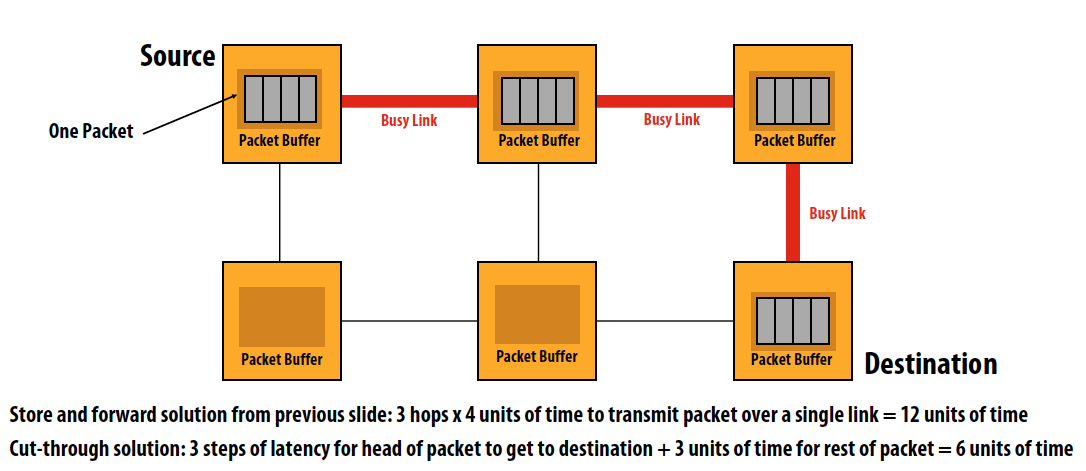 Source
One Packet
Packet Buffer
Busy Link
Packet Buffer
Busy Link
Packet Buffer
Busy Link
Packet Buffer
Packet Buffer
Packet Buffer
Destination
Store and forward solution from previous slide: 3 hops x 4 units of time to transmit packet over a single link = 12 units of time
Cut-through solution: 3 steps of latency for head of packet to get to destination + 3 units of time for rest of packet = 6 units of time